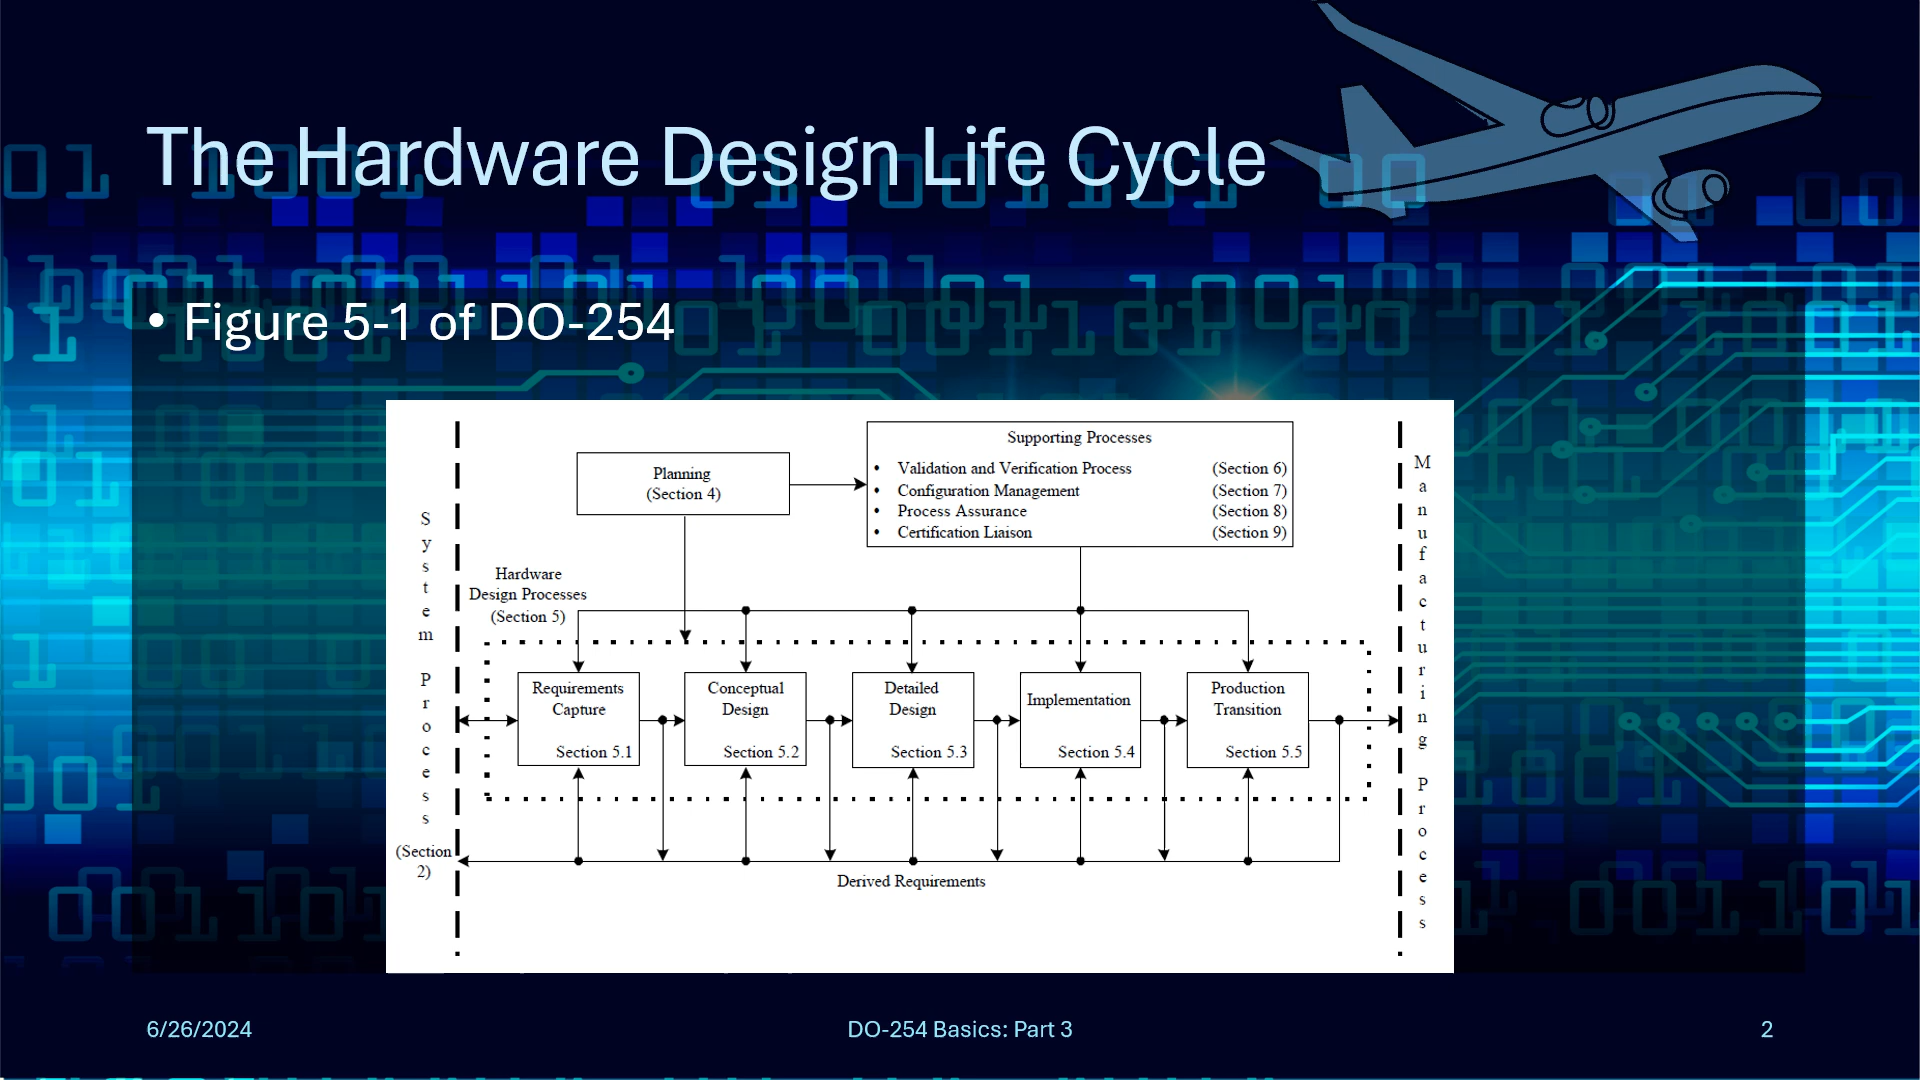 The Hardware Design Life Cycle
• Figure 5-1 of DO-254
Supporting Processes
• Validation and Verification Process (Section 6)
• Configuration Management (Section 7)
• Process Assurance (Section 8)
• Certification Liaison (Section 9)
Planning
(Section 4)
System Process
(Section
2)
Hardware
Design Processes
(Section 5)
Requirements
Capture
Section 5.1
Conceptual
Design
Section 5.2
Detailed
Design
Section 5.3
Implementation
Section 5.4
Production
Transition
Section 5.5
Derived Requirements
Manufacturing Process
6/26/2024
DO-254 Basics: Part 3
2